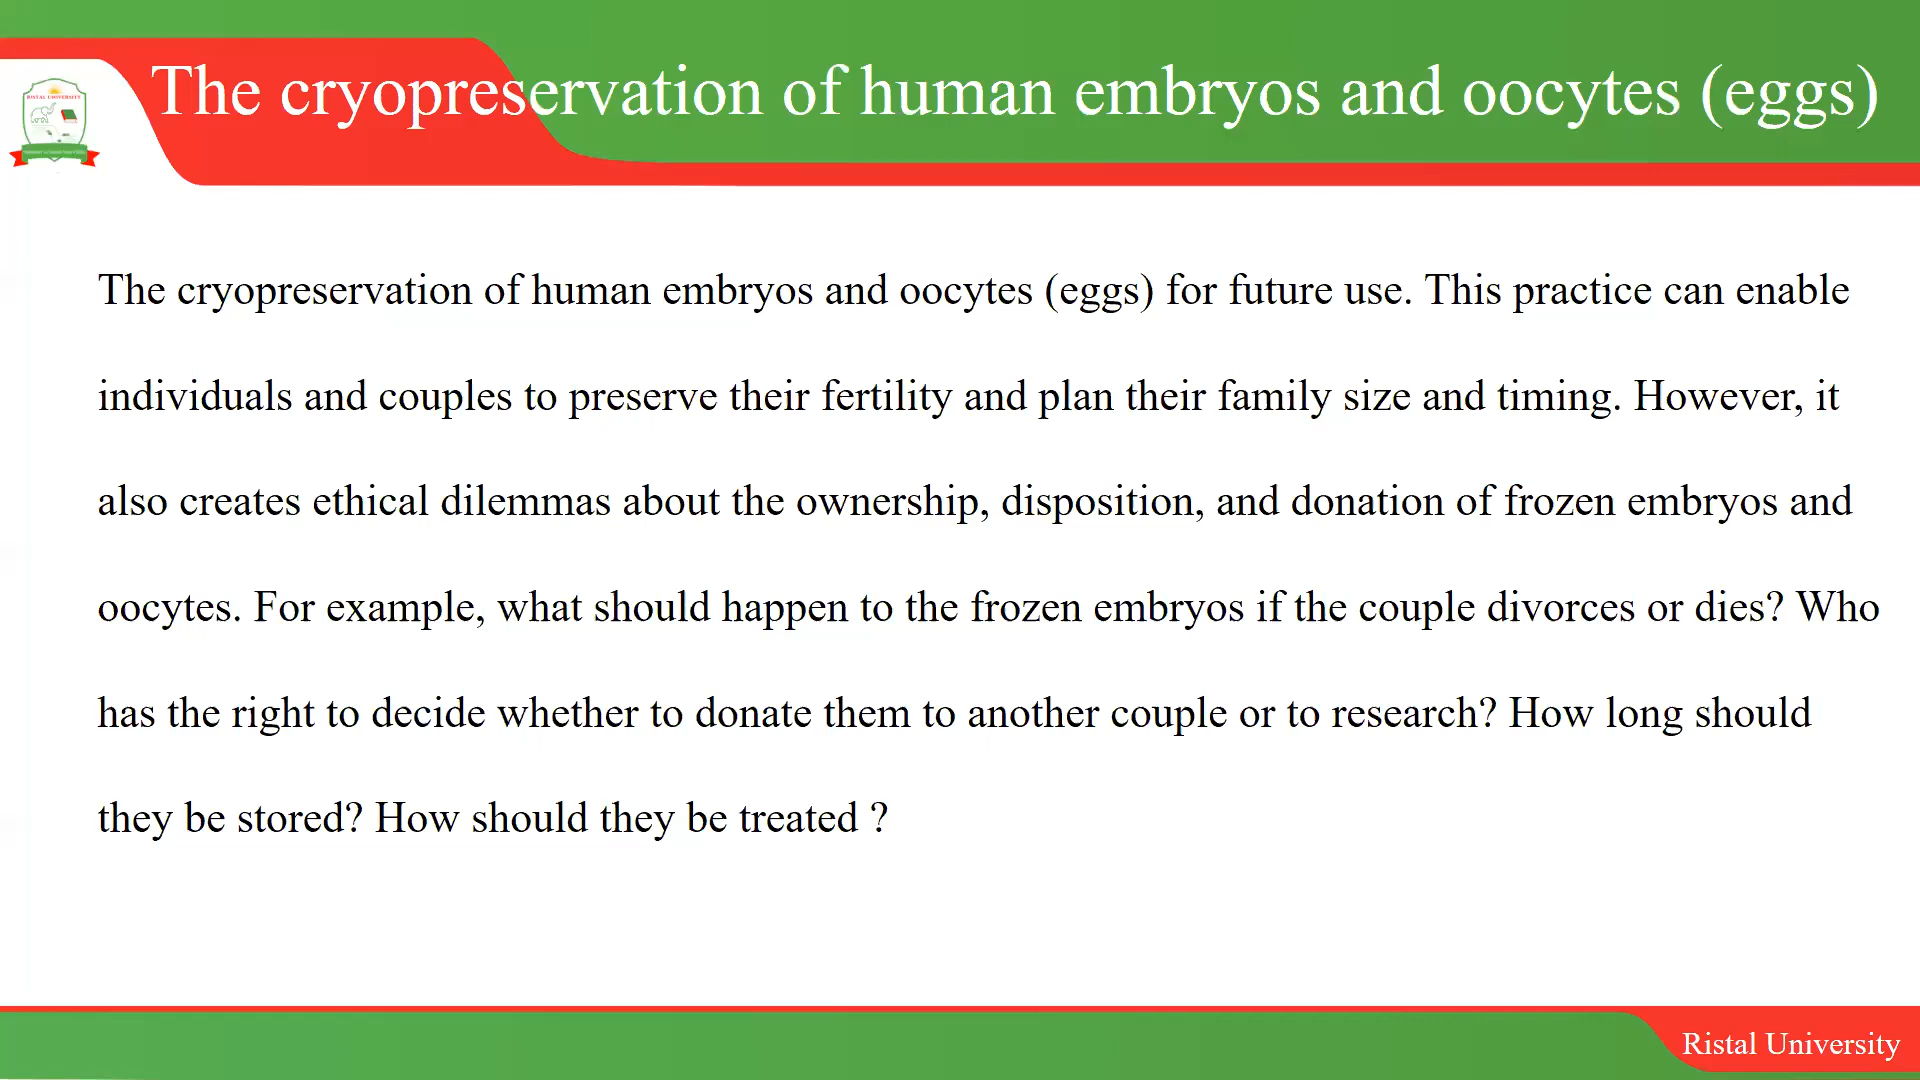 The cryopreservation of human embryos and oocytes (eggs)
RISTAL UNIVERSITY
The cryopreservation of human embryos and oocytes (eggs) for future use. This practice can enable
individuals and couples to preserve their fertility and plan their family size and timing. However, it
also creates ethical dilemmas about the ownership, disposition, and donation of frozen embryos and
oocytes. For example, what should happen to the frozen embryos if the couple divorces or dies? Who
has the right to decide whether to donate them to another couple or to research? How long should
they be stored? How should they be treated ?
Ristal University